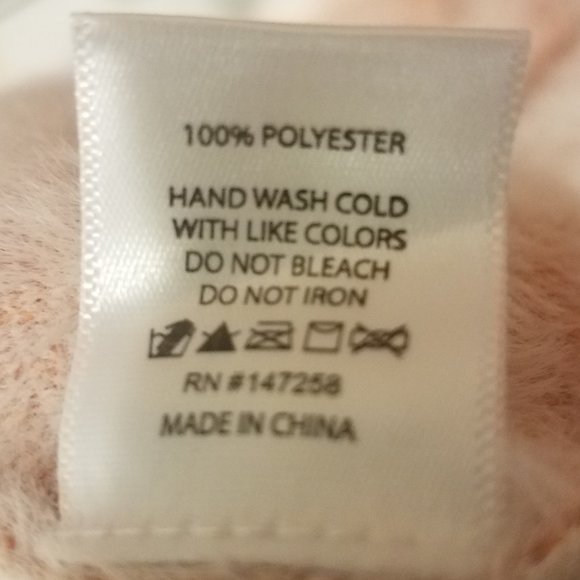 100% POLYESTER
HAND WASH COLD
WITH LIKE COLORS
DO NOT BLEACH
DO NOT IRON
RN #147258
MADE IN CHINA